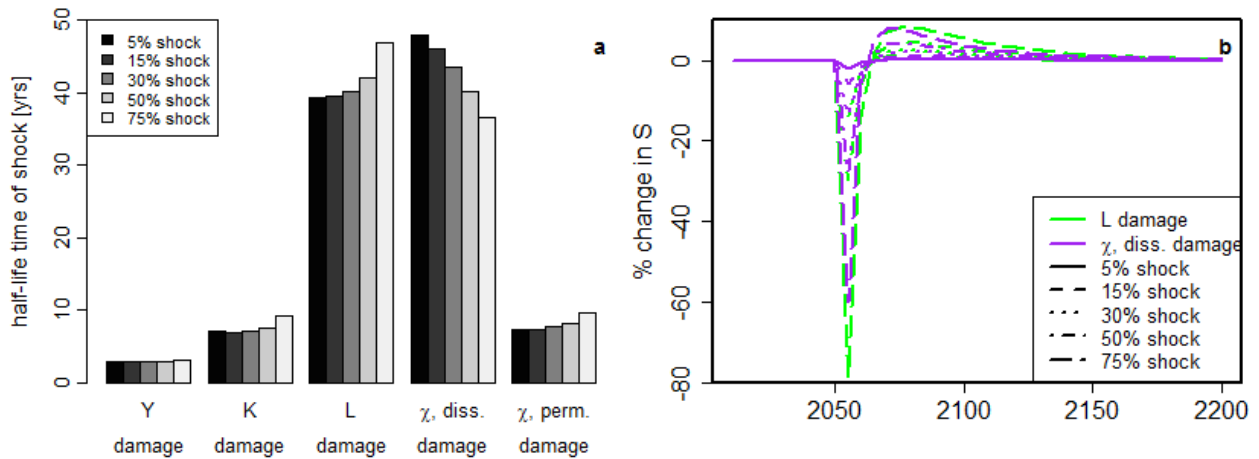 half-life time of shock [yrs]
50
40
30
20
10
0
5% shock
15% shock
30% shock
50% shock
75% shock
a
Y
damage
K
damage
L
damage
χ, diss.
damage
χ, perm.
damage
% change in S
0
-20
-40
-60
-80
b
L damage
χ, diss. damage
5% shock
15% shock
30% shock
50% shock
75% shock
2050
2100
2150
2200